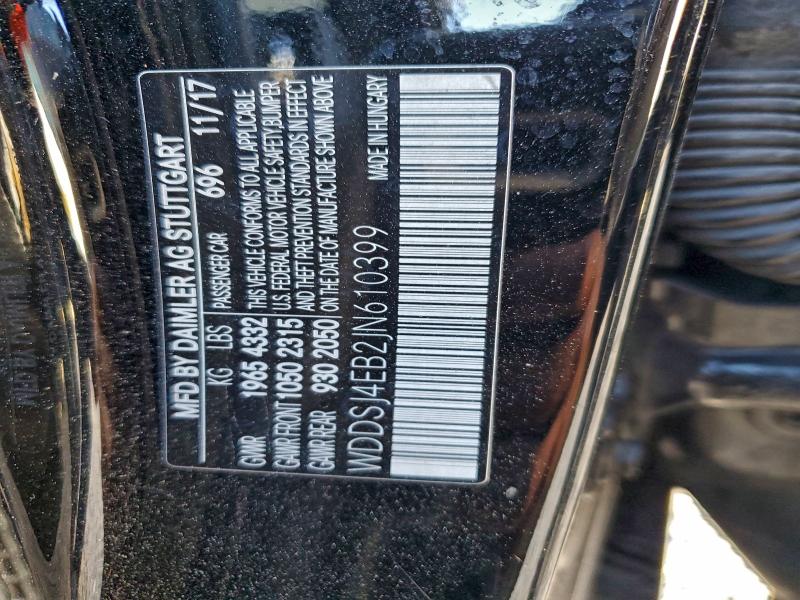 MFD BY DAIMLER AG STUTTGART
KG LBS PASSENGER CAR 696 11/17
GVWR 1965 4332
GAWR FRONT 1050 2315
GAWR REAR 930 2050
THIS VEHICLE CONFORMS TO ALL APPLICABLE
U.S. FEDERAL MOTOR VEHICLE SAFETY, BUMPER
AND THEFT PREVENTION STANDARDS IN EFFECT
ON THE DATE OF MANUFACTURE SHOWN ABOVE
WDDSJ4EB2JN610399 MADE IN HUNGARY